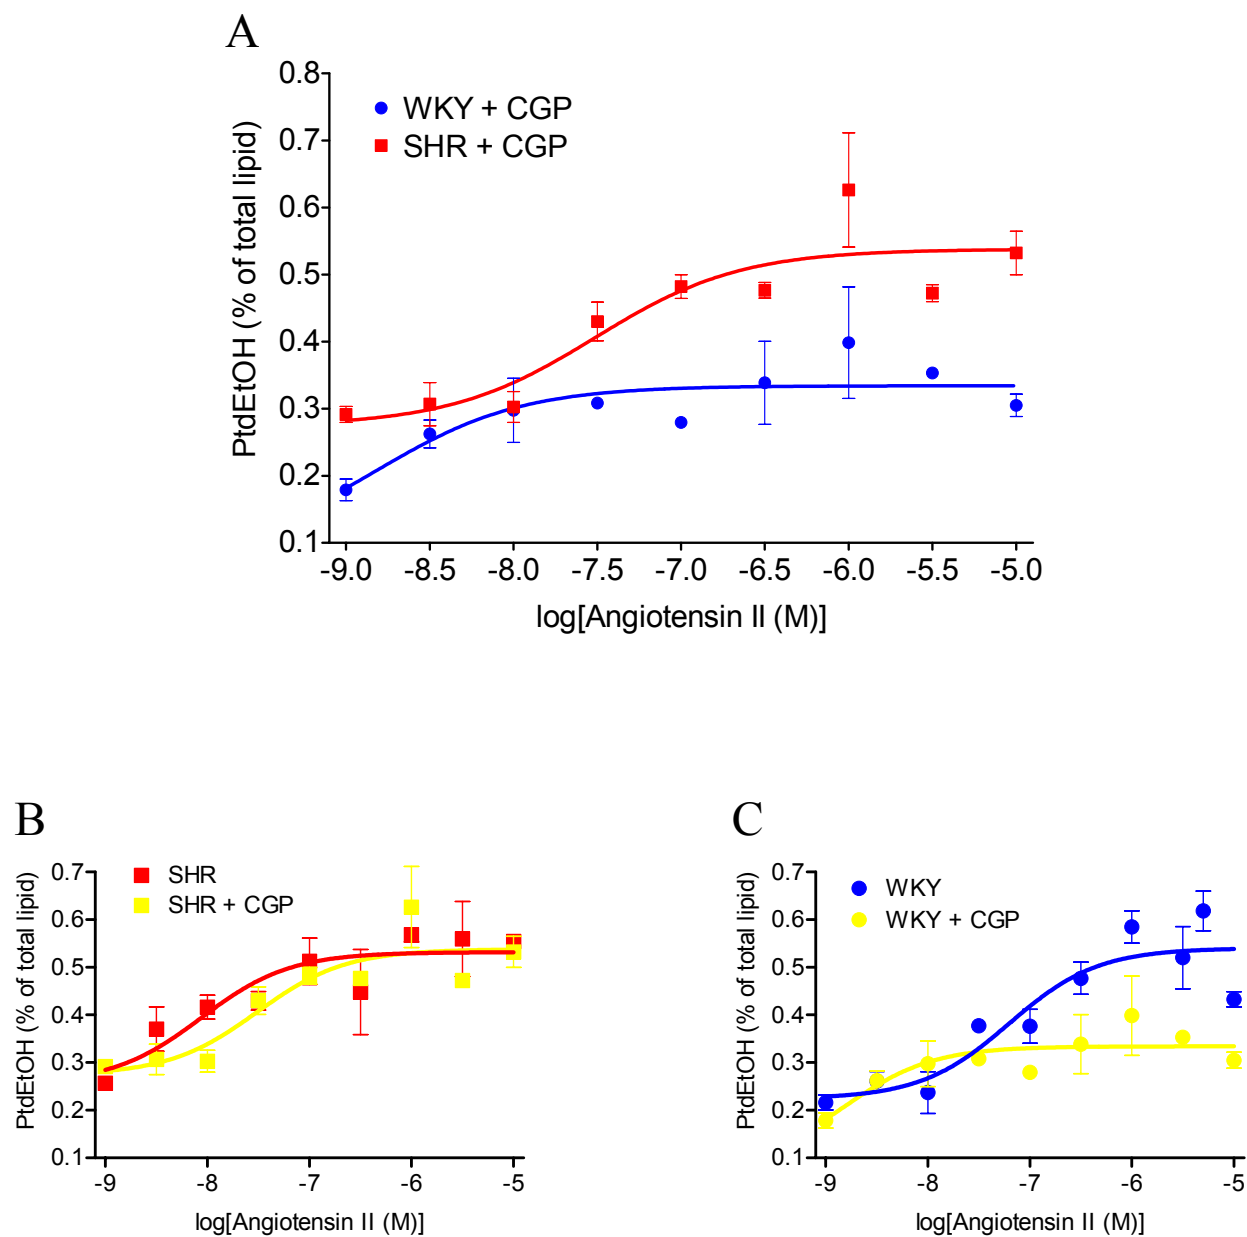 A
PtdEtOH (% of total lipid)
0.8
0.7
0.6
0.5
0.4
0.3
0.2
0.1
WKY + CGP
SHR + CGP
-9.0 -8.5 -8.0 -7.5 -7.0 -6.5 -6.0 -5.5 -5.0
log[Angiotensin II (M)]
B
PtdEtOH (% of total lipid)
0.7
0.6
0.5
0.4
0.3
0.2
0.1
SHR
SHR + CGP
-9 -8 -7 -6 -5
log[Angiotensin II (M)]
C
PtdEtOH (% of total lipid)
0.7
0.6
0.5
0.4
0.3
0.2
0.1
WKY
WKY + CGP
-9 -8 -7 -6 -5
log[Angiotensin II (M)]